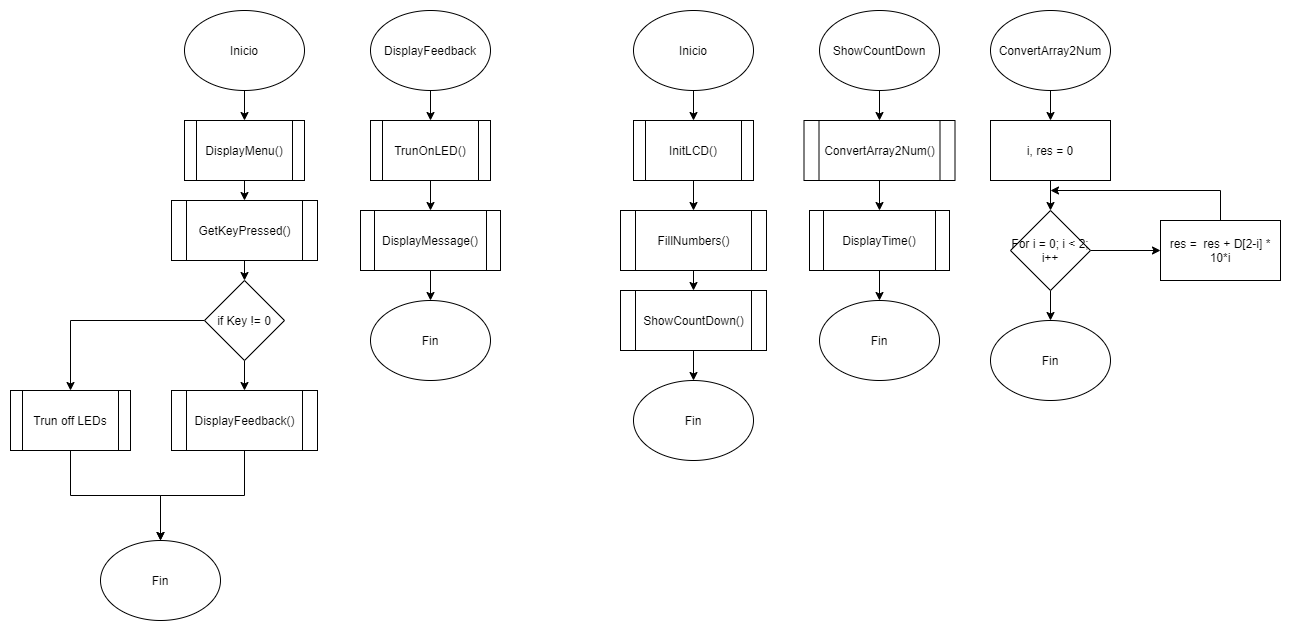 Inicio
DisplayMenu()
GetKeyPressed()
if Key != 0
Trun off LEDs
DisplayFeedback()
Fin
DisplayFeedback
TrunOnLED()
DisplayMessage()
Fin
Inicio
InitLCD()
FillNumbers()
ShowCountDown()
Fin
ShowCountDown
ConvertArray2Num()
DisplayTime()
Fin
ConvertArray2Num
i, res = 0
For i = 0; i < 2;
i++
res = res + D[2-i] *
10*i
Fin